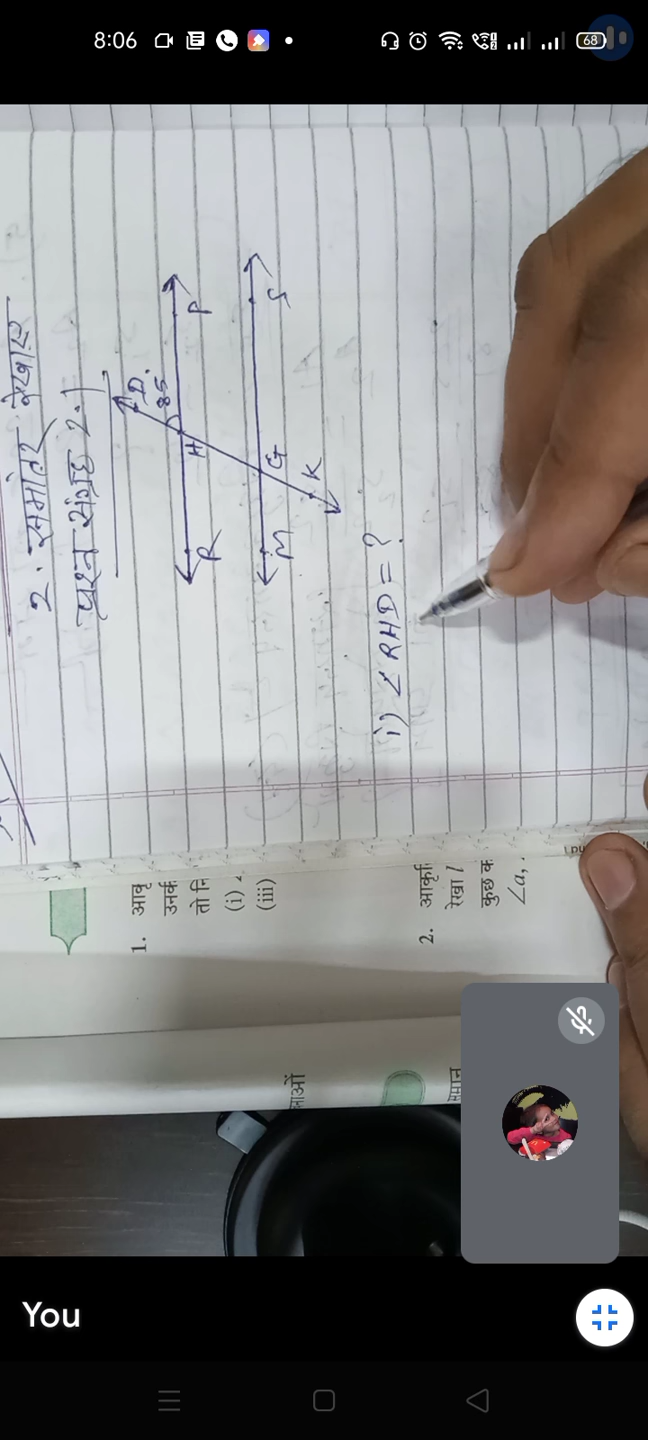 8:06
68
2. समांतर रेषा
प्रश्न संग्रह 2.1
D.
85
R
H
P
M
G
S
K
i) ∠RHD = ?
1. आकृ
उनकी
तो नि
(i)
(iii)
2. आकृति
रेखा l
कुछ क
∠a,
समान
You